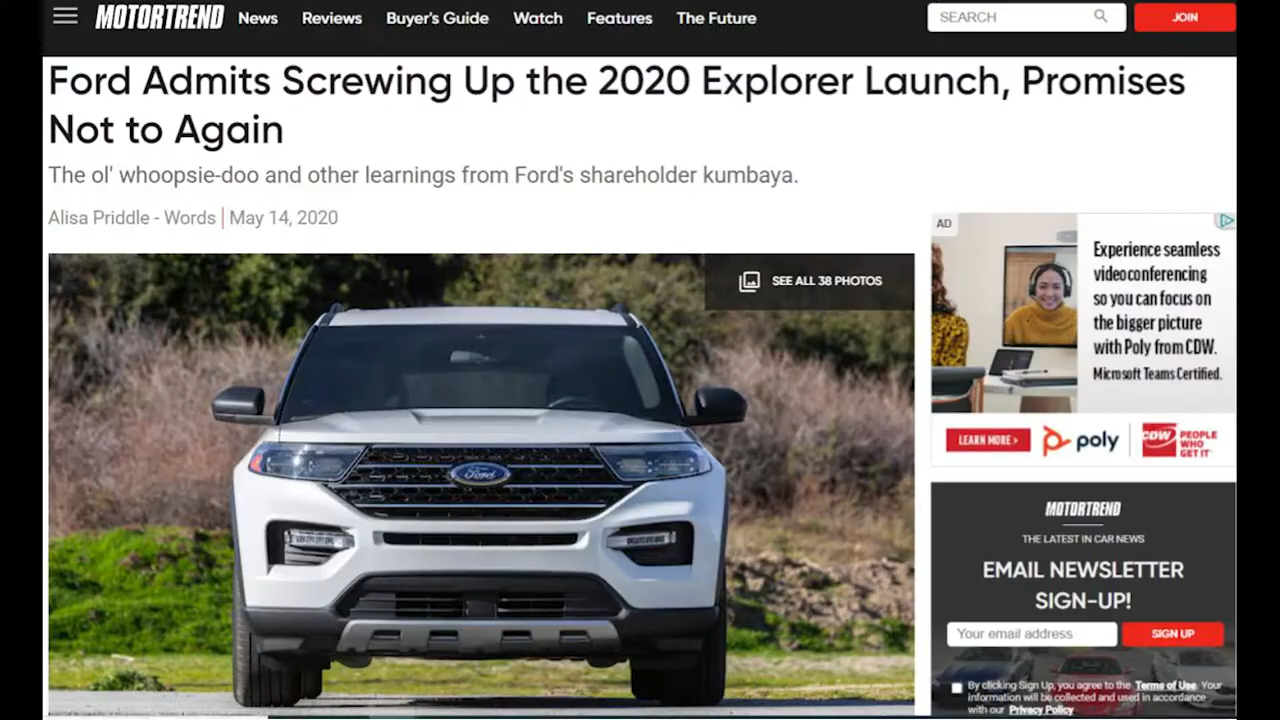 MOTORTREND News Reviews Buyer's Guide Watch Features The Future SEARCH JOIN
Ford Admits Screwing Up the 2020 Explorer Launch, Promises
Not to Again
The ol' whoopsie-doo and other learnings from Ford's shareholder kumbaya.
Alisa Priddle - Words | May 14, 2020
SEE ALL 38 PHOTOS
Ford
AD
Experience seamless
videoconferencing
so you can focus on
the bigger picture
with Poly from CDW.
Microsoft Teams Certified.
LEARN MORE >
poly
CDW PEOPLE
WHO
GET IT
MOTORTREND
THE LATEST IN CAR NEWS
EMAIL NEWSLETTER
SIGN-UP!
Your email address SIGN UP
By clicking Sign Up, you agree to the Terms of Use. Your
information will be collected and used in accordance
with our Privacy Policy